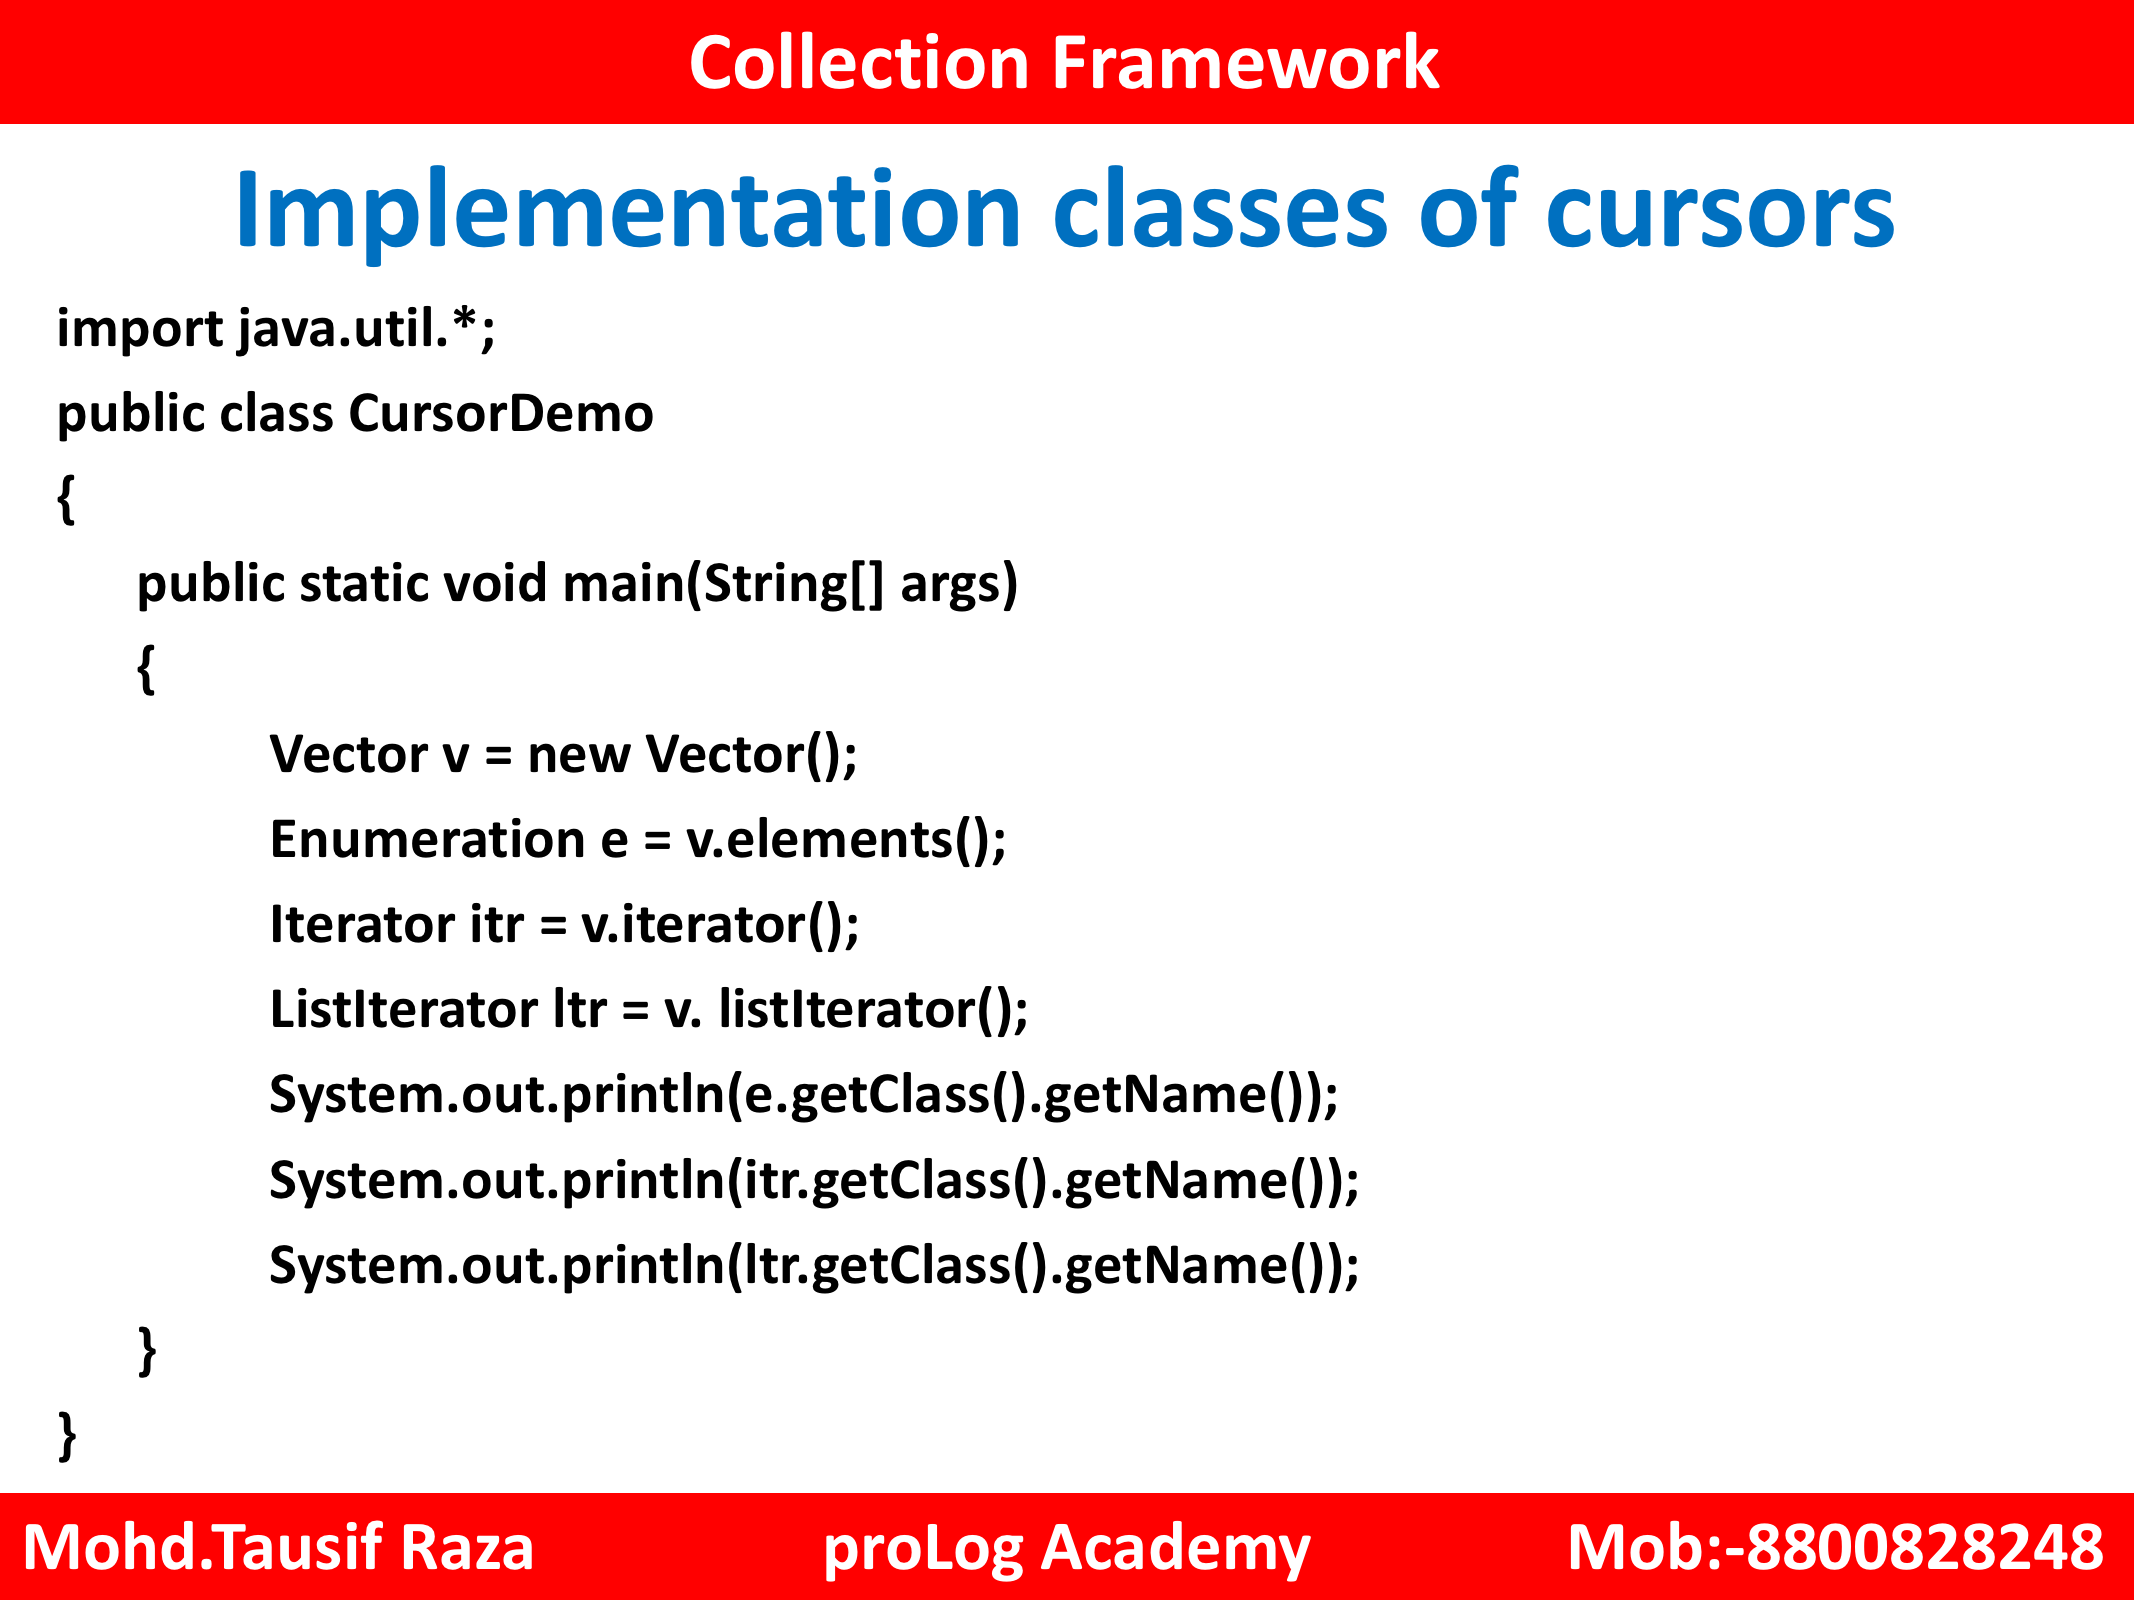 Collection Framework
Implementation classes of cursors
import java.util.*;
public class CursorDemo
{
public static void main(String[] args)
{
Vector v = new Vector();
Enumeration e = v.elements();
Iterator itr = v.iterator();
ListIterator ltr = v. listIterator();
System.out.println(e.getClass().getName());
System.out.println(itr.getClass().getName());
System.out.println(ltr.getClass().getName());
}
}
Mohd.Tausif Raza proLog Academy Mob:-8800828248